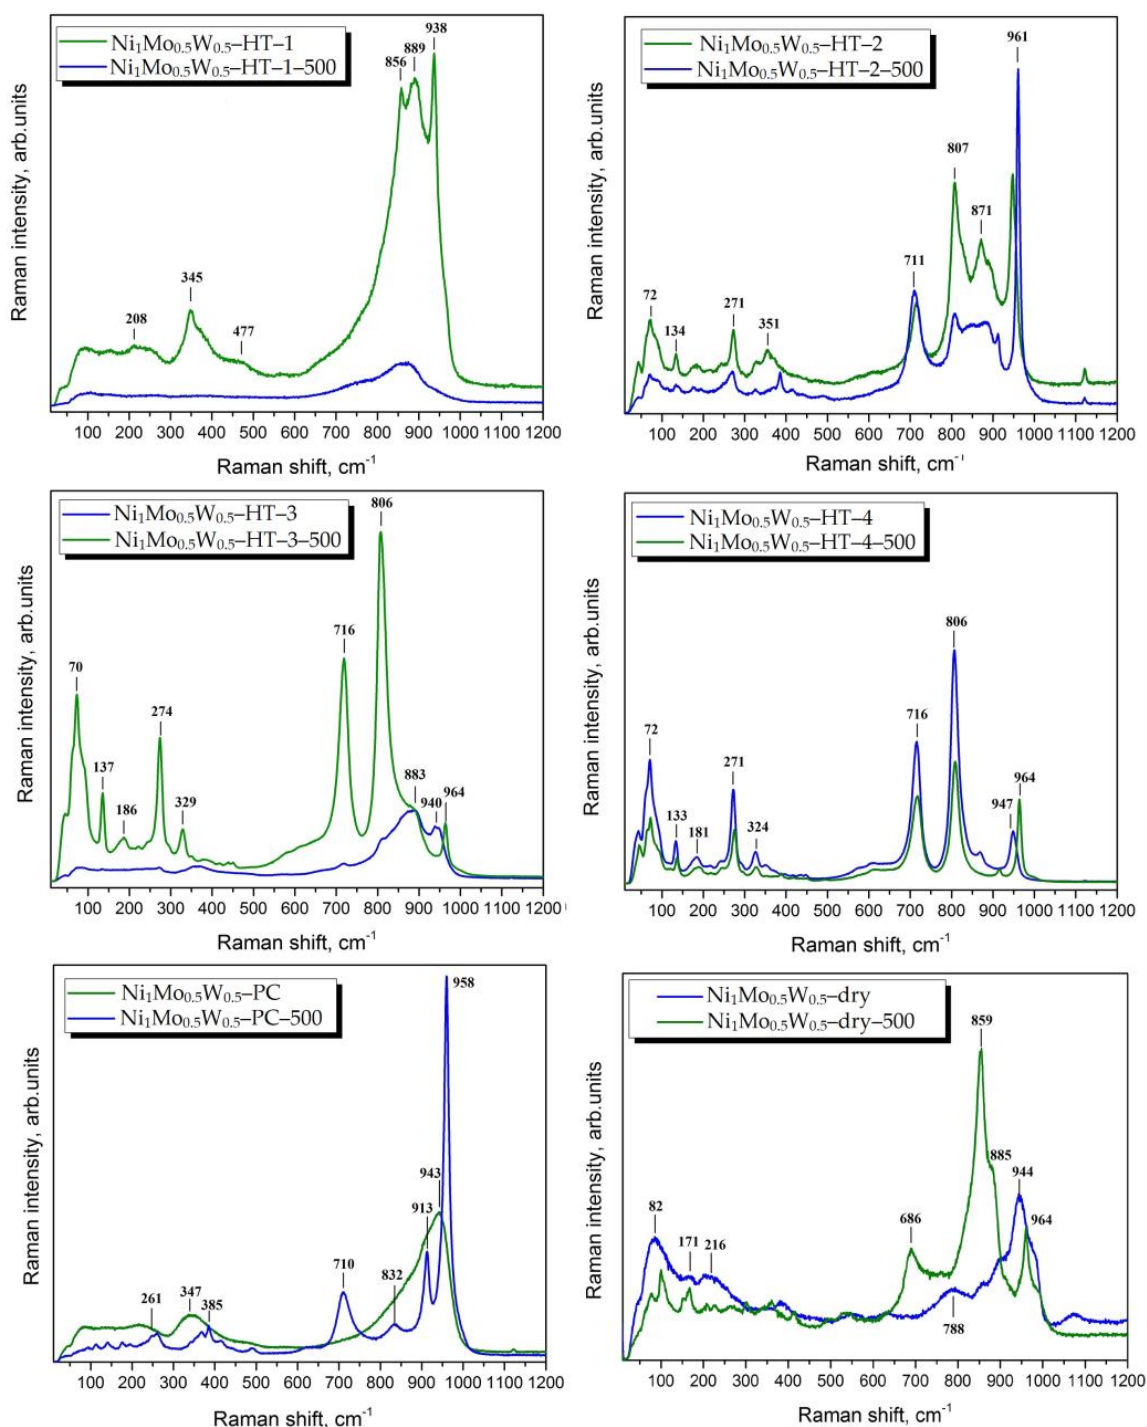 Ni₁Mo₀.₅W₀.₅–HT–1
Ni₁Mo₀.₅W₀.₅–HT–1–500
856
889
938
345
208
477
Raman intensity, arb.units
100 200 300 400 500 600 700 800 900 1000 1100 1200
Raman shift, cm⁻¹
Ni₁Mo₀.₅W₀.₅–HT–2
Ni₁Mo₀.₅W₀.₅–HT–2–500
961
807
871
711
72
134
271
351
Raman intensity, arb.units
100 200 300 400 500 600 700 800 900 1000 1100 1200
Raman shift, cm⁻¹
Ni₁Mo₀.₅W₀.₅–HT–3
Ni₁Mo₀.₅W₀.₅–HT–3–500
806
716
70
274
137
186
329
883
940
964
Raman intensity, arb.units
100 200 300 400 500 600 700 800 900 1000 1100 1200
Raman shift, cm⁻¹
Ni₁Mo₀.₅W₀.₅–HT–4
Ni₁Mo₀.₅W₀.₅–HT–4–500
806
716
72
271
133
181
324
947
964
Raman intensity, arb.units
100 200 300 400 500 600 700 800 900 1000 1100 1200
Raman shift, cm⁻¹
Ni₁Mo₀.₅W₀.₅–PC
Ni₁Mo₀.₅W₀.₅–PC–500
958
943
913
710
832
261
347
385
Raman intensity, arb.units
100 200 300 400 500 600 700 800 900 1000 1100 1200
Raman shift, cm⁻¹
Ni₁Mo₀.₅W₀.₅–dry
Ni₁Mo₀.₅W₀.₅–dry–500
859
885
944
964
686
82
171
216
788
Raman intensity, arb.units
100 200 300 400 500 600 700 800 900 1000 1100 1200
Raman shift, cm⁻¹